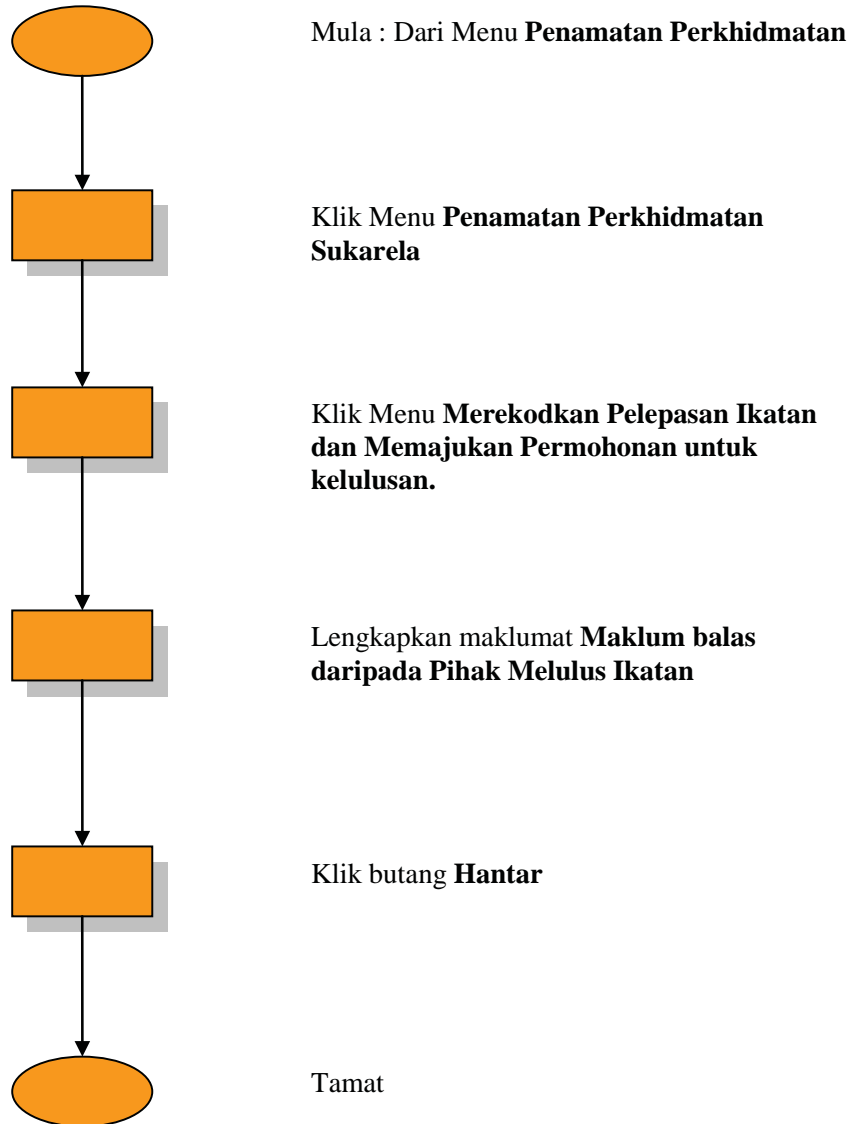 Mula : Dari Menu Penamatan Perkhidmatan
Klik Menu Penamatan Perkhidmatan
Sukarela
Klik Menu Merekodkan Pelepasan Ikatan
dan Memajukan Permohonan untuk
kelulusan.
Lengkapkan maklumat Maklum balas
daripada Pihak Melulus Ikatan
Klik butang Hantar
Tamat